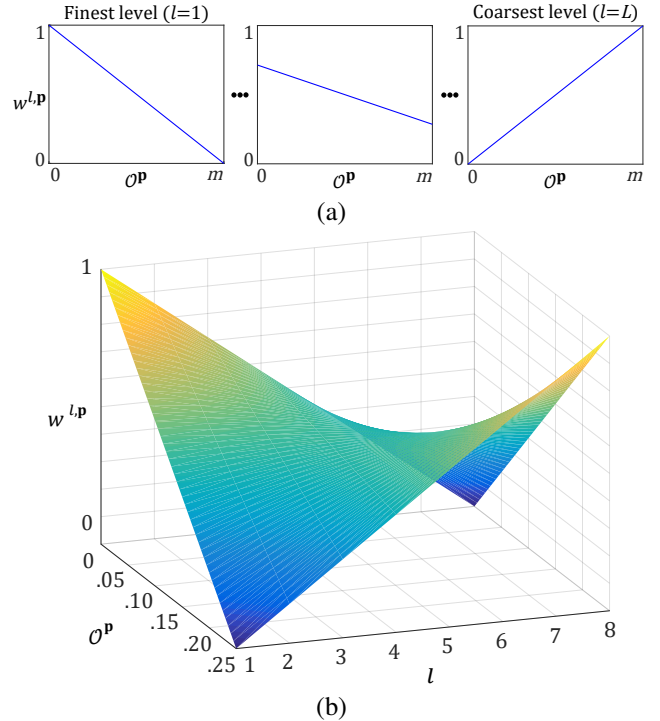 Finest level (l=1)
Coarsest level (l=L)
1
1
1
w^{l,p}
•••
•••
0
0
0
0
𝒪^p
m
0
𝒪^p
m
0
𝒪^p
m
(a)
1
w^{l,p}
0
0
.05
.10
.15
.20
.25
𝒪^p
1
2
3
4
5
6
7
8
l
(b)